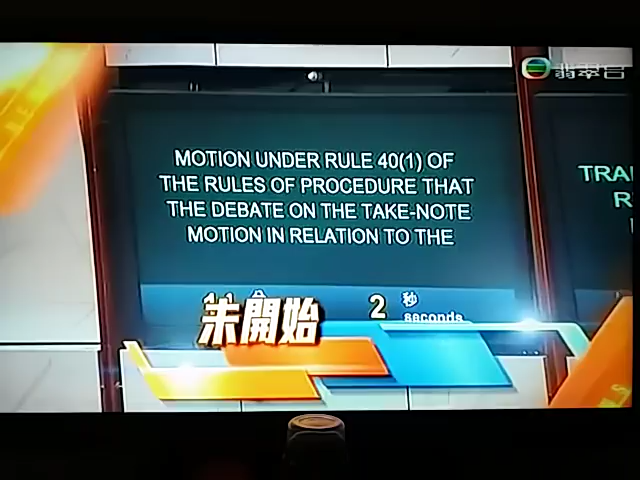 翡翠台
MOTION UNDER RULE 40(1) OF
THE RULES OF PROCEDURE THAT
THE DEBATE ON THE TAKE-NOTE
MOTION IN RELATION TO THE
TRA
R
2 秒
seconds
未開始